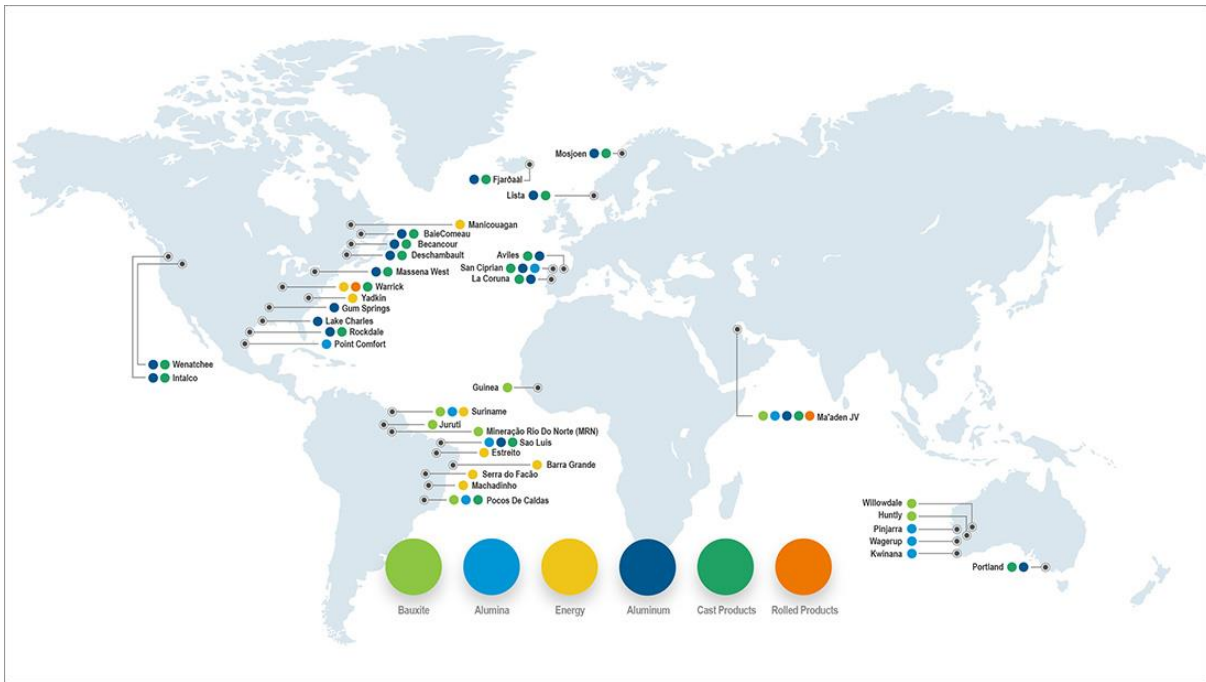 Mosjoen
Fjarðaál
Lista
Manicouagan
BaieComeau
Becancour
Deschambault
Massena West
Warrick
Yadkin
Gum Springs
Lake Charles
Rockdale
Point Comfort
Wenatchee
Intalco
Aviles
San Ciprian
La Coruna
Guinea
Suriname
Juruti
Mineração Rio Do Norte (MRN)
Sao Luis
Estreito
Barra Grande
Serra do Facão
Machadinho
Pocos De Caldas
Ma'aden JV
Willowdale
Huntly
Pinjarra
Wagerup
Kwinana
Portland
Bauxite
Alumina
Energy
Aluminum
Cast Products
Rolled Products